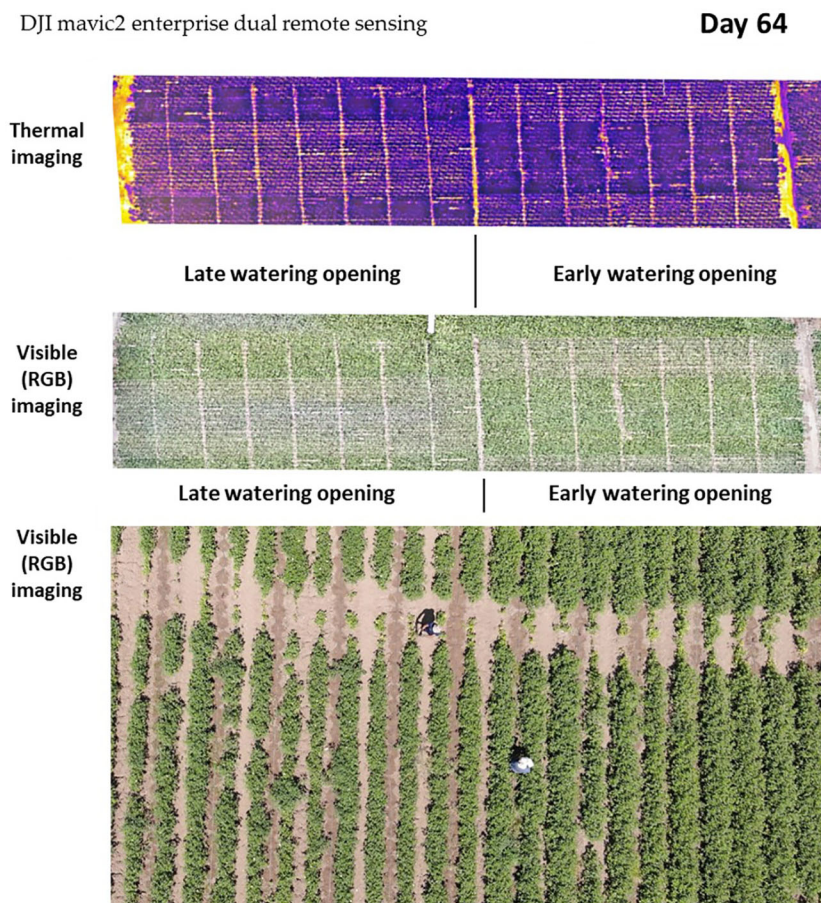 DJI mavic2 enterprise dual remote sensing
Day 64
Thermal
imaging
Late watering opening
Early watering opening
Visible
(RGB)
imaging
Late watering opening
Early watering opening
Visible
(RGB)
imaging